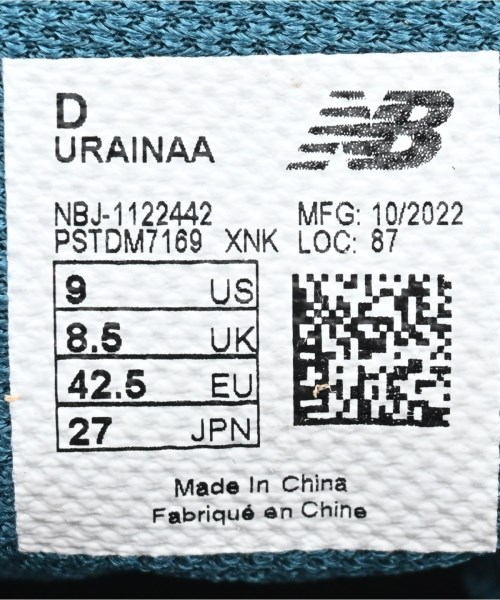 D
URAINAA
NB
NBJ-1122442 MFG: 10/2022
PSTDM7169 XNK LOC: 87
9 US
8.5 UK
42.5 EU
27 JPN
Made In China
Fabriqué en Chine